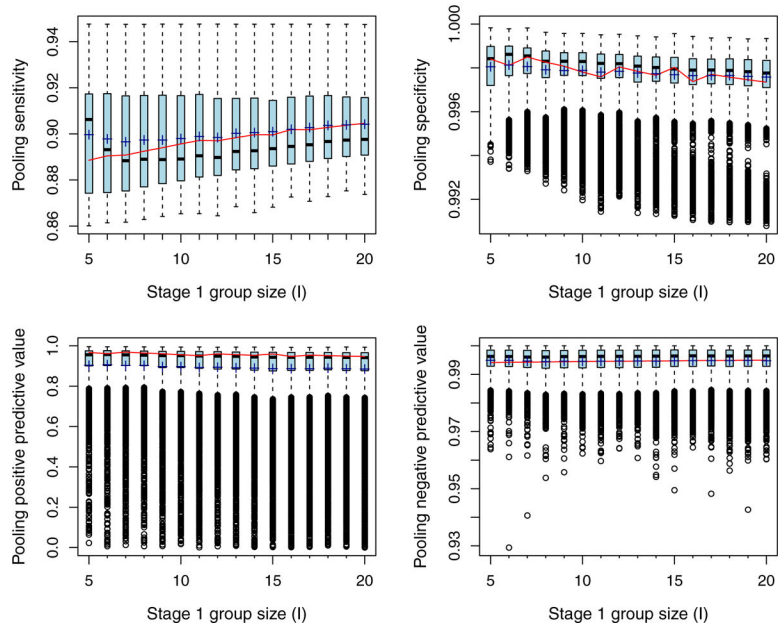 Pooling sensitivity
0.94
0.92
0.90
0.88
0.86
5 10 15 20
Stage 1 group size (I)
Pooling specificity
1.000
0.996
0.992
5 10 15 20
Stage 1 group size (I)
Pooling positive predictive value
1.0
0.8
0.6
0.4
0.2
0.0
5 10 15 20
Stage 1 group size (I)
Pooling negative predictive value
0.99
0.97
0.95
0.93
5 10 15 20
Stage 1 group size (I)